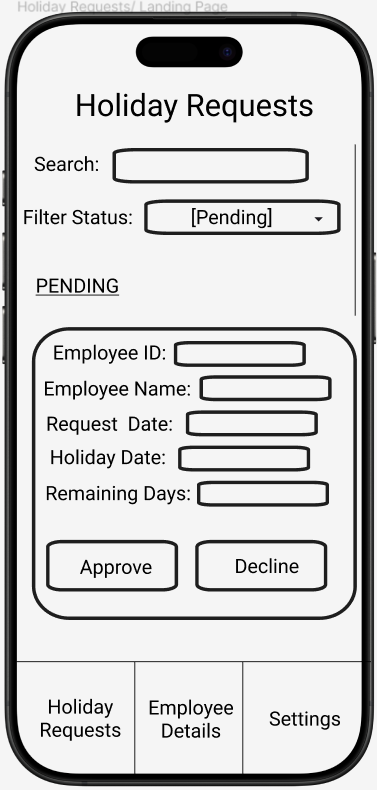 Holiday Requests/ Landing Page
Holiday Requests
Search:
Filter Status: [Pending]
PENDING
Employee ID:
Employee Name:
Request Date:
Holiday Date:
Remaining Days:
Approve Decline
Holiday
Requests
Employee
Details
Settings